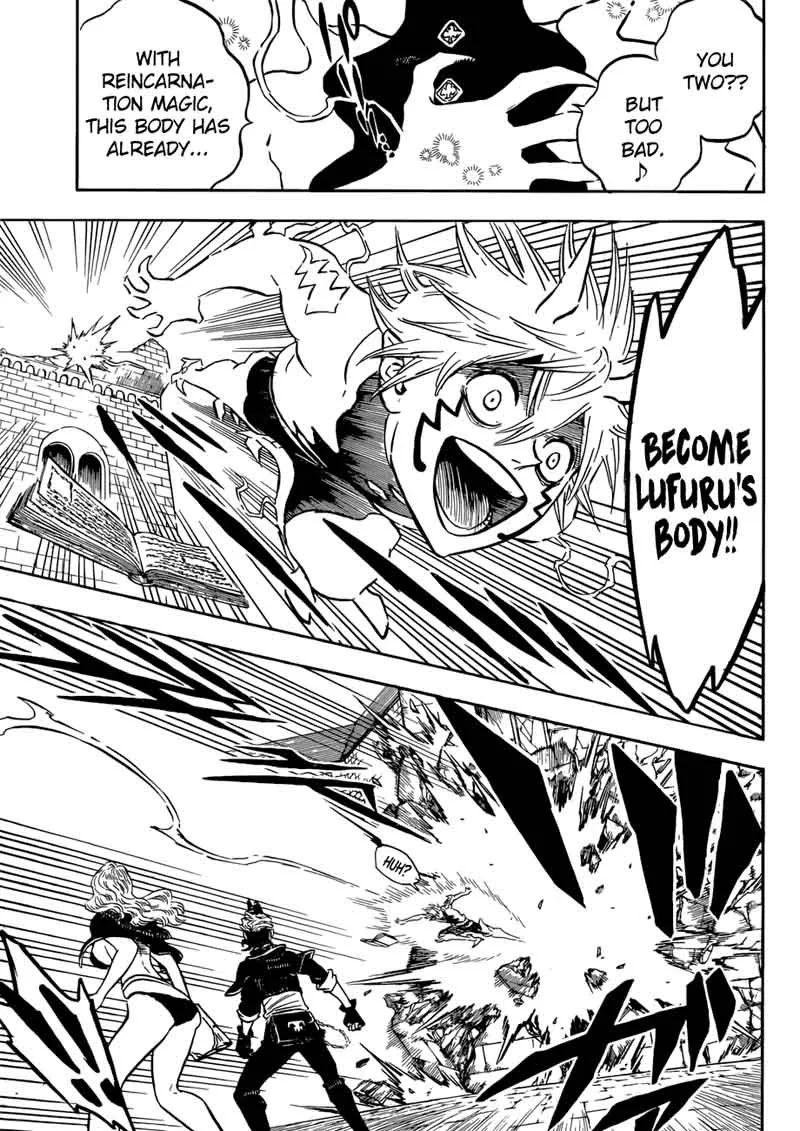 YOU
TWO??
BUT
TOO
BAD.
♪
WITH
REINCARNA-
TION MAGIC,
THIS BODY HAS
ALREADY...
BECOME
LUFURU'S
BODY!!
HUH?